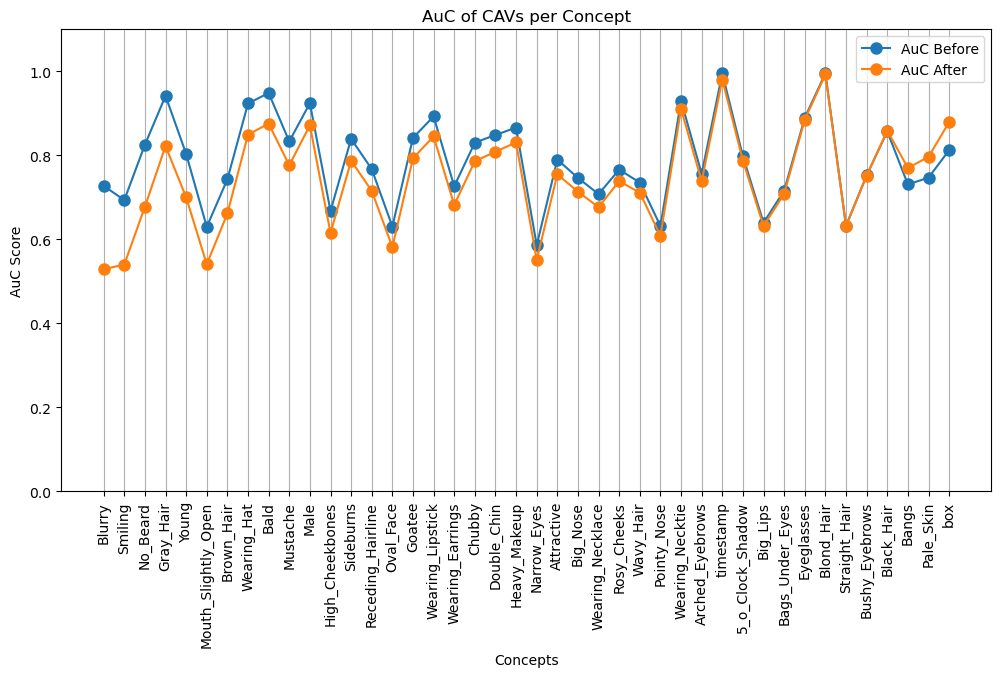 AuC of CAVs per Concept
AuC Before
AuC After
1.0
0.8
0.6
0.4
0.2
0.0
AuC Score
Blurry
Smiling
No_Beard
Gray_Hair
Young
Mouth_Slightly_Open
Brown_Hair
Wearing_Hat
Bald
Mustache
Male
High_Cheekbones
Sideburns
Receding_Hairline
Oval_Face
Goatee
Wearing_Lipstick
Wearing_Earrings
Chubby
Double_Chin
Heavy_Makeup
Narrow_Eyes
Attractive
Big_Nose
Wearing_Necklace
Rosy_Cheeks
Wavy_Hair
Pointy_Nose
Wearing_Necktie
Arched_Eyebrows
timestamp
5_o_Clock_Shadow
Big_Lips
Bags_Under_Eyes
Eyeglasses
Blond_Hair
Straight_Hair
Bushy_Eyebrows
Black_Hair
Bangs
Pale_Skin
box
Concepts